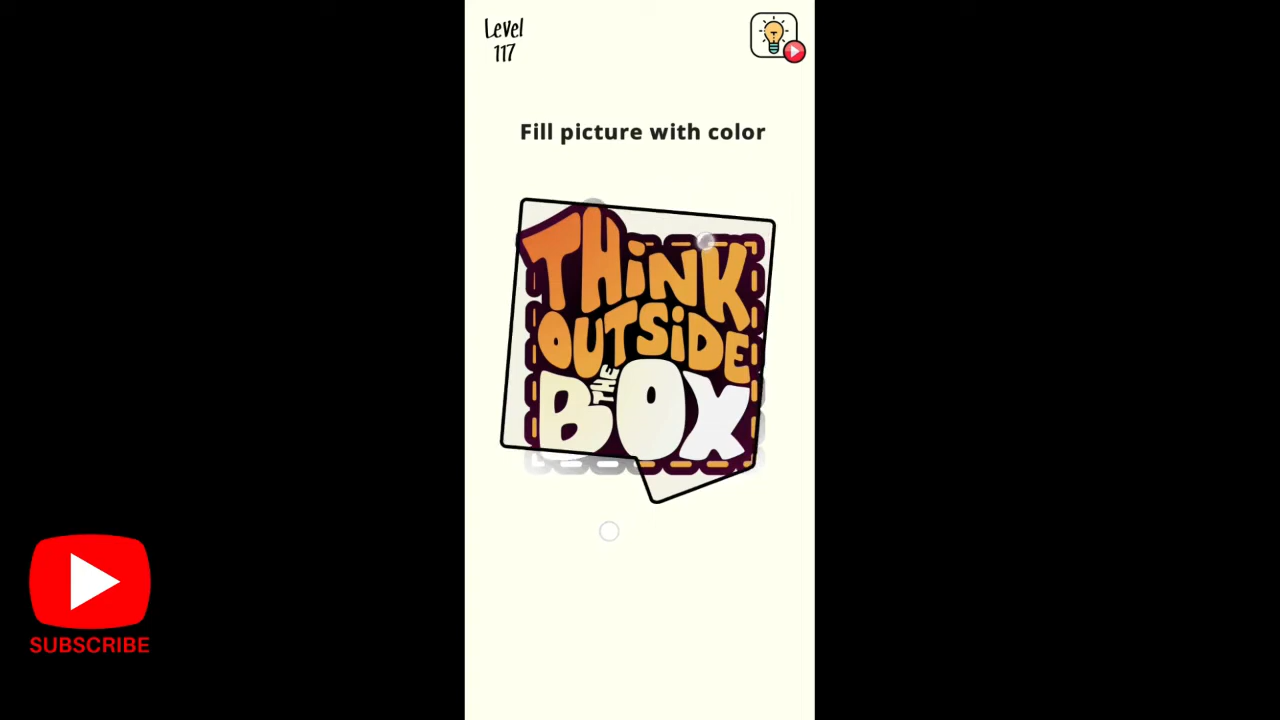 Level
117
Fill picture with color
THiNK
OUTSiDE
THE
BOX
SUBSCRIBE